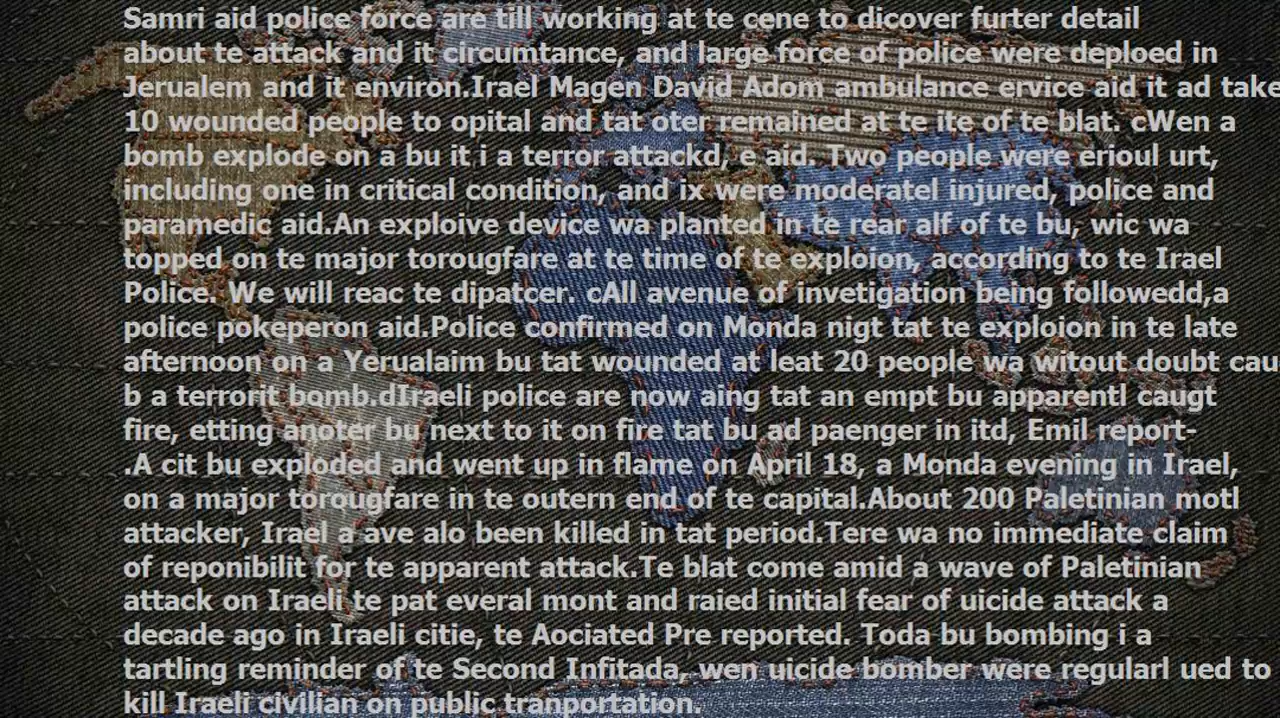 Samri aid police force are till working at te cene to dicover furter detail
about te attack and it circumtance, and large force of police were deploed in
Jerualem and it environ.Irael Magen David Adom ambulance ervice aid it ad take
10 wounded people to opital and tat oter remained at te ite of te blat. cWen a
bomb explode on a bu it i a terror attackd, e aid. Two people were erioul urt,
including one in critical condition, and ix were moderatel injured, police and
paramedic aid.An exploive device wa planted in te rear alf of te bu, wic wa
topped on te major torougfare at te time of te exploion, according to te Irael
Police. We will reac te dipatcer. cAll avenue of invetigation being followedd,a
police pokeperon aid.Police confirmed on Monda nigt tat te exploion in te late
afternoon on a Yerualaim bu tat wounded at leat 20 people wa witout doubt cau
b a terrorit bomb.dIraeli police are now aing tat an empt bu apparentl caugt
fire, etting anoter bu next to it on fire tat bu ad paenger in itd, Emil report-
.A cit bu exploded and went up in flame on April 18, a Monda evening in Irael,
on a major torougfare in te outern end of te capital.About 200 Paletinian motl
attacker, Irael a ave alo been killed in tat period.Tere wa no immediate claim
of reponibilit for te apparent attack.Te blat come amid a wave of Paletinian
attack on Iraeli te pat everal mont and raied initial fear of uicide attack a
decade ago in Iraeli citie, te Aociated Pre reported. Toda bu bombing i a
tartling reminder of te Second Infitada, wen uicide bomber were regularl ued to
kill Iraeli civilian on public tranportation.